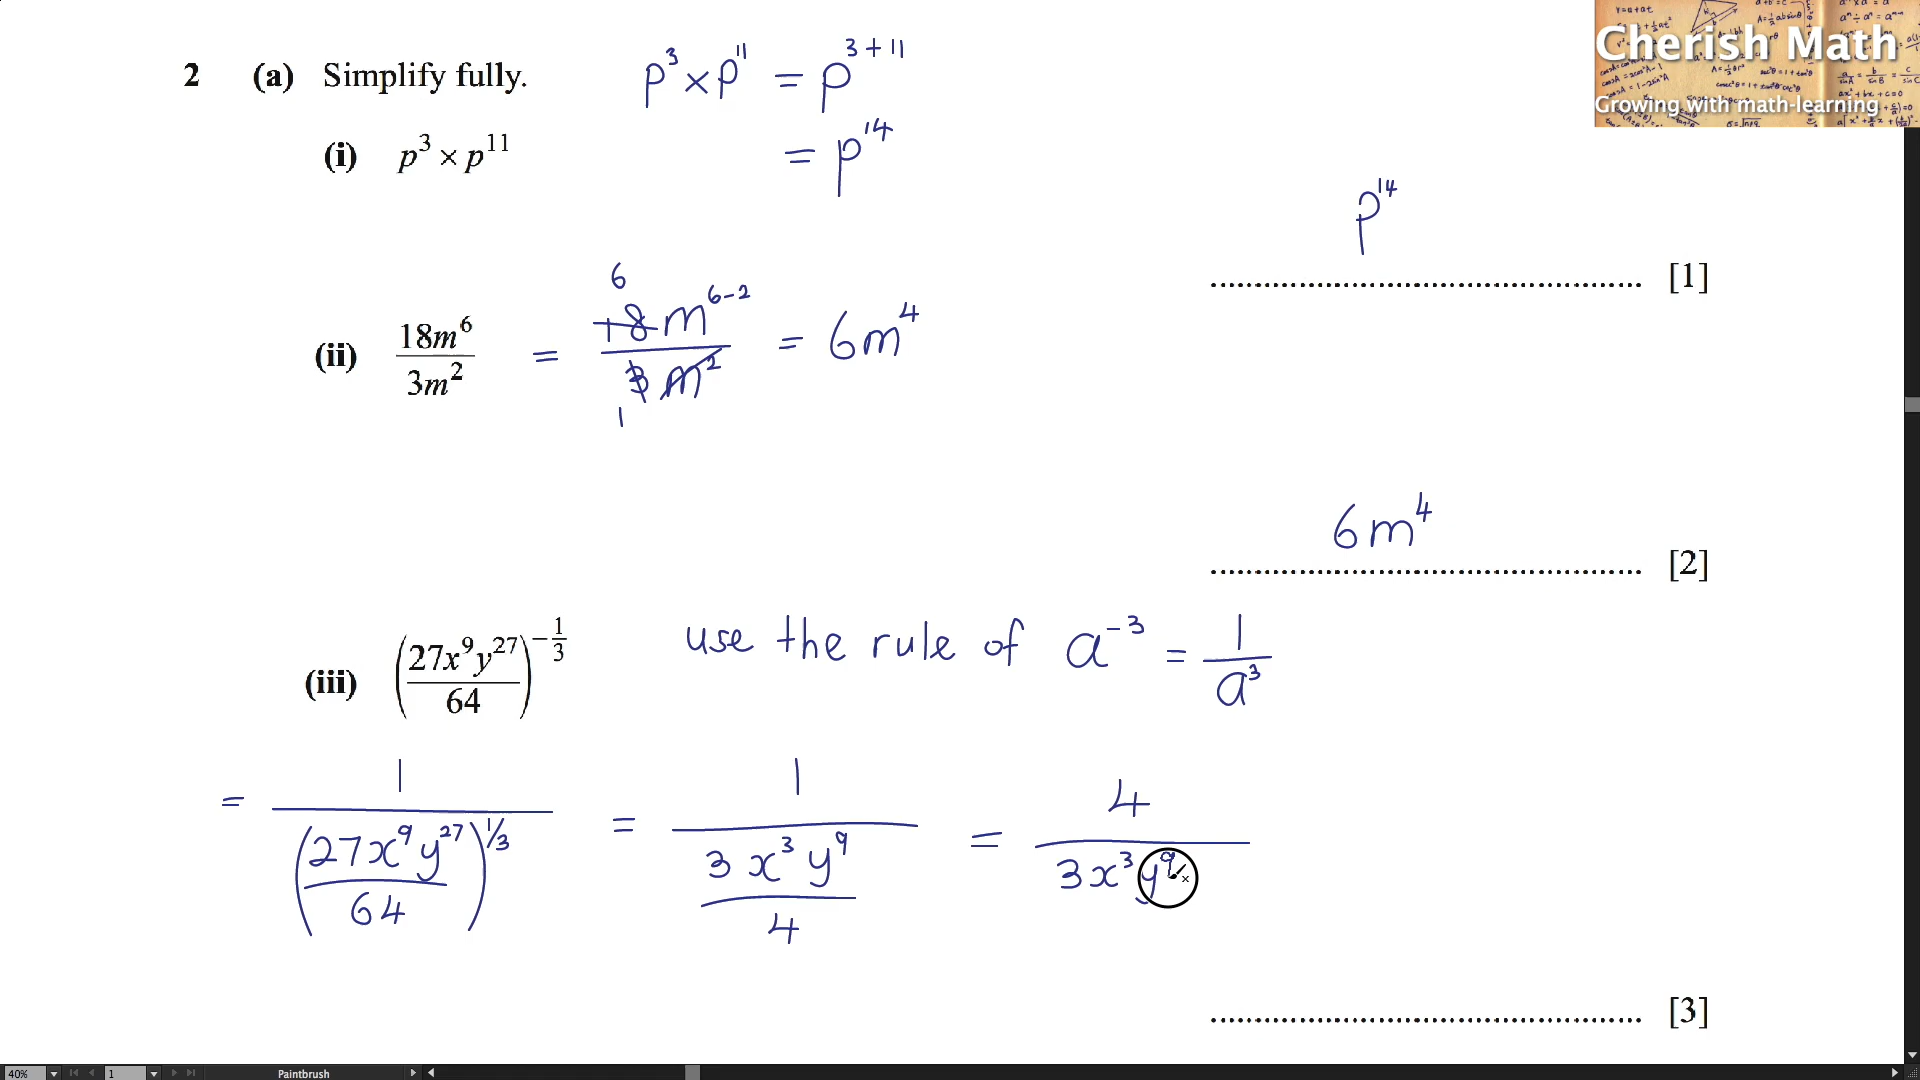 Cherish Math
Growing with math-learning
2 (a) Simplify fully. p³ × p¹¹ = p³⁺¹¹
(i) p³ × p¹¹ = p¹⁴
p¹⁴
.................................................. [1]
(ii) 18m⁶/3m² = 18m⁶⁻²/3m² = 6m⁴
6
1
6m⁴
.................................................. [2]
(iii) (27x⁹y²⁷/64)^(-1/3) use the rule of a⁻³ = 1/a³
= 1/(27x⁹y²⁷/64)^(1/3) = 1/(3x³y⁹/4) = 4/(3x³y⁹)
.................................................. [3]
40% 1 Paintbrush